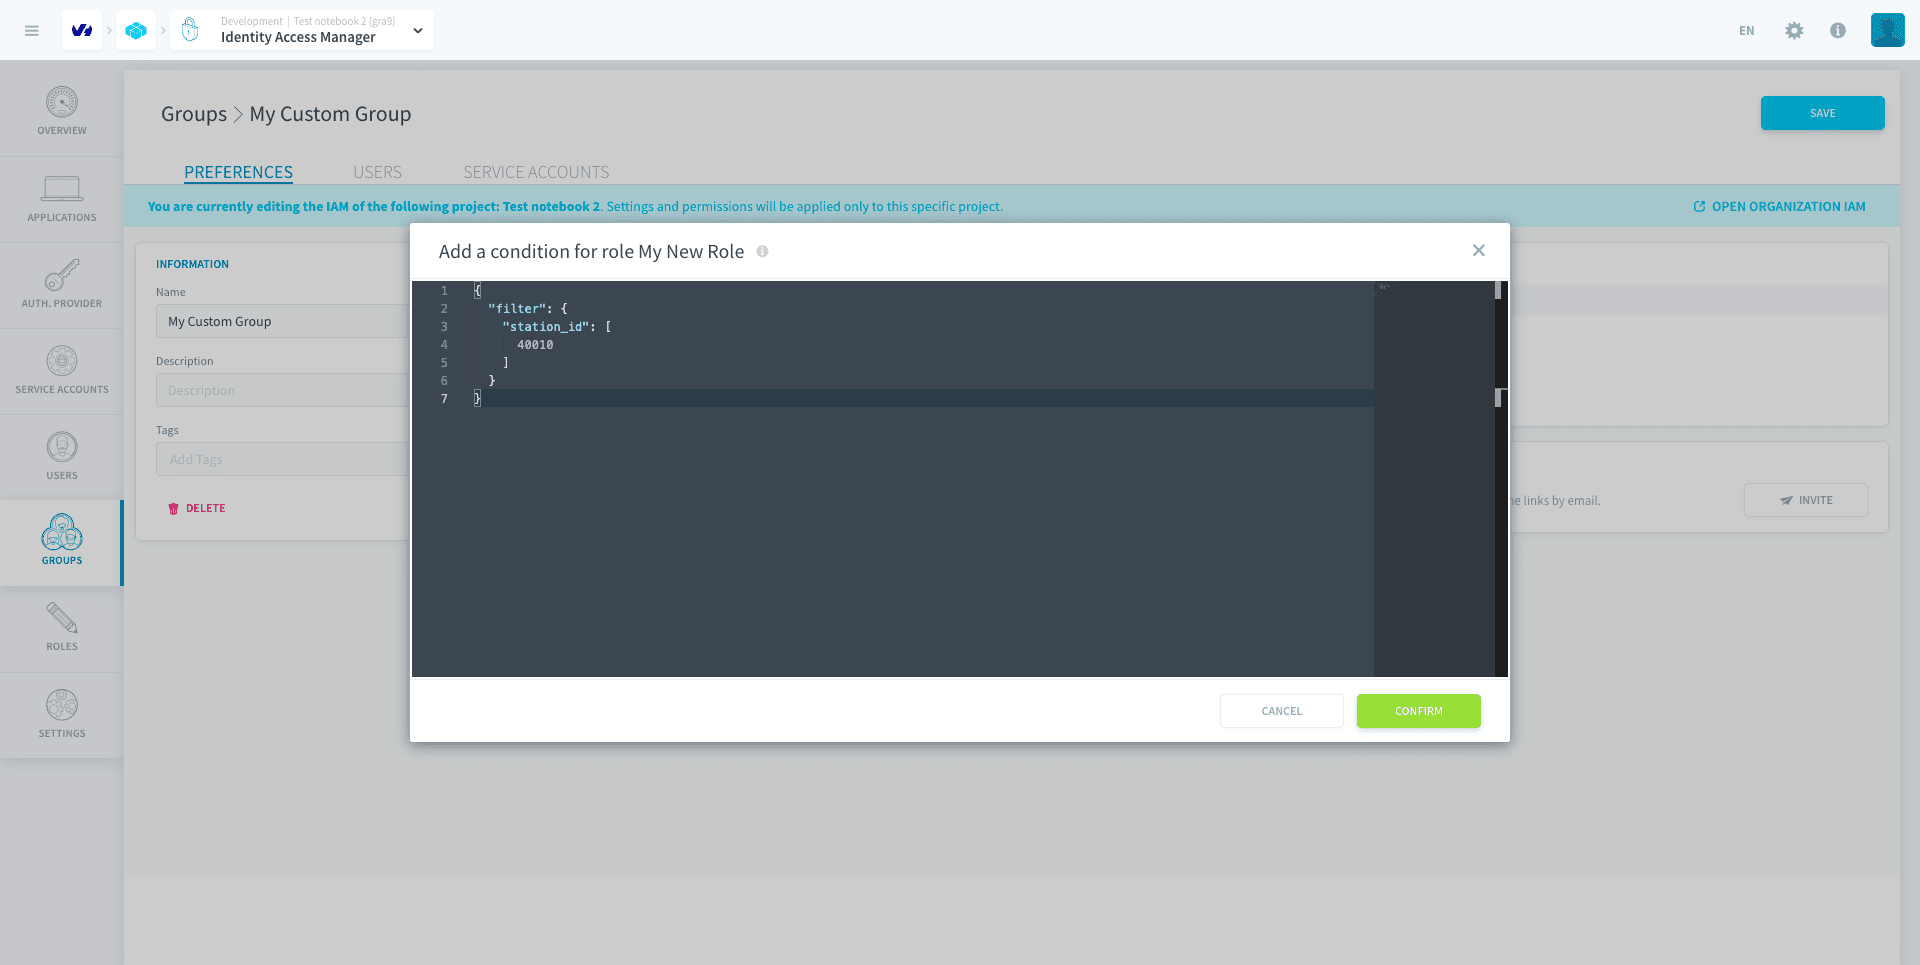 Development | Test notebook 2 (gra9)
Identity Access Manager
EN
OVERVIEW
APPLICATIONS
AUTH. PROVIDER
SERVICE ACCOUNTS
USERS
GROUPS
ROLES
SETTINGS
Groups > My Custom Group
SAVE
PREFERENCES
USERS
SERVICE ACCOUNTS
You are currently editing the IAM of the following project: Test notebook 2. Settings and permissions will be applied only to this specific project.
OPEN ORGANIZATION IAM
INFORMATION
Name
My Custom Group
Description
Description
Tags
Add Tags
DELETE
links by email.
INVITE
Add a condition for role My New Role
1 {
2 "filter": {
3 "station_id": [
4 40010
5 ]
6 }
7 }
CANCEL
CONFIRM